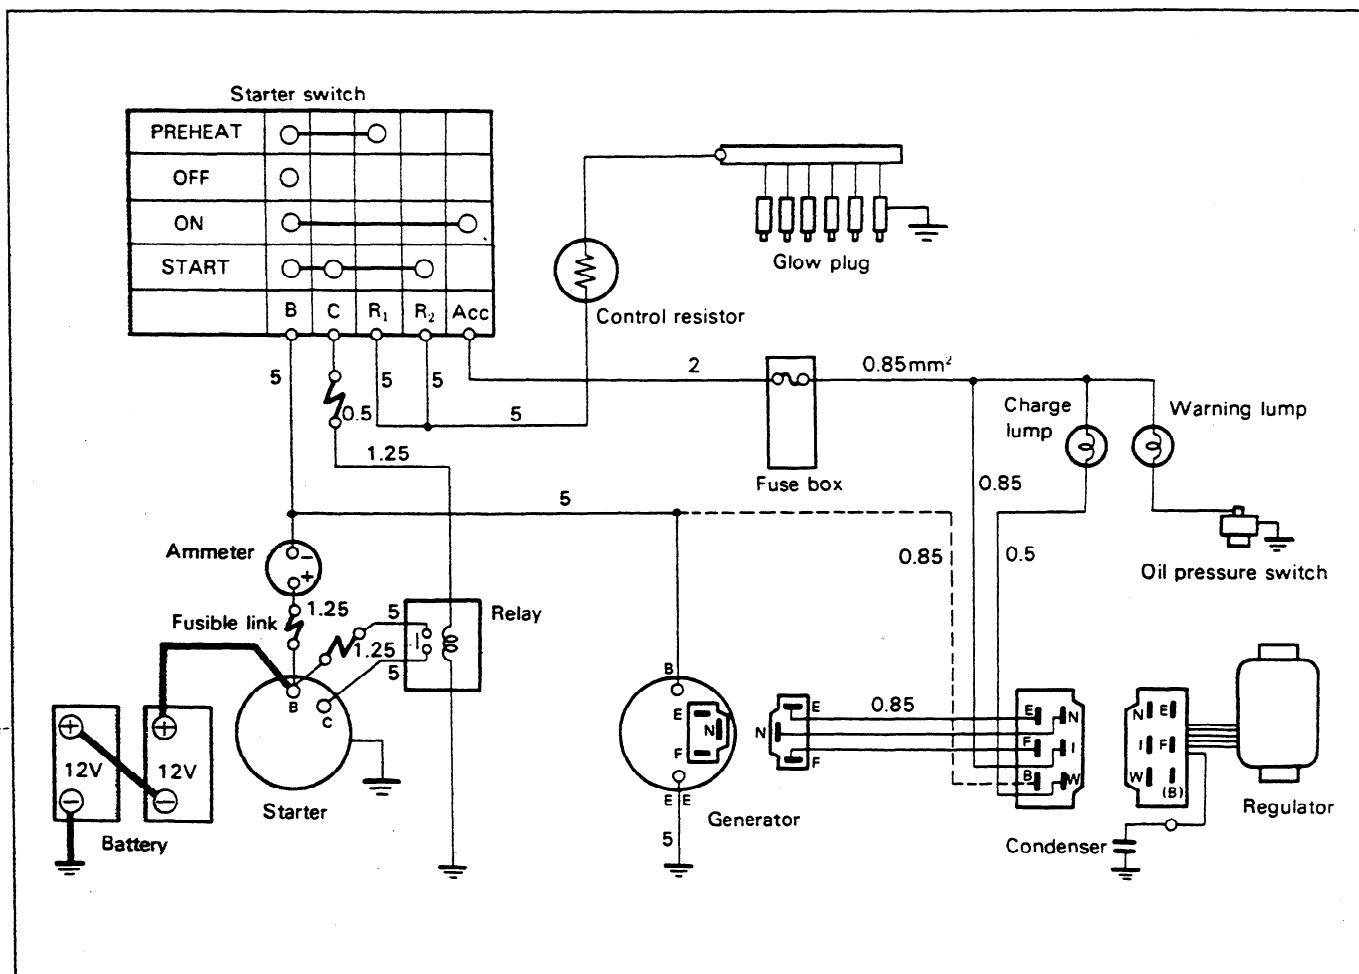 Starter switch
PREHEAT
OFF
ON
START
B C R₁ R₂ Acc
Glow plug
Control resistor
5 5 5 5
2
0.85mm²
0.5
1.25
Charge
lump
Warning lump
Fuse box
0.85
5
Ammeter
−
+
0.85
0.5
Oil pressure switch
Fusible link
1.25
5
Relay
1.25
5
B
C
B
E
N
F
E E
5
Generator
E
N
F
0.85
E N
F I
B W
N E
I F
W (B)
Regulator
Condenser
+ +
12V 12V
− −
Battery
Starter